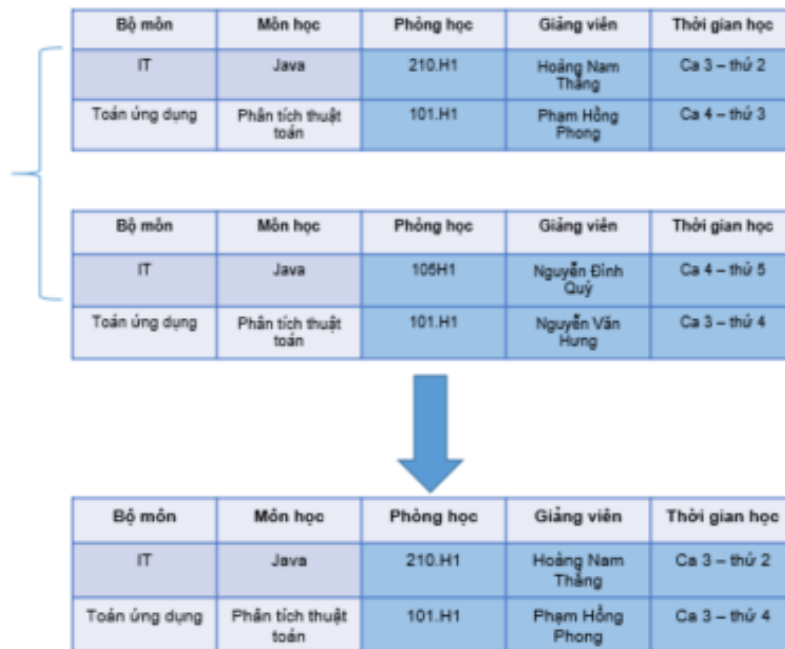 Bộ môn Môn học Phòng học Giảng viên Thời gian học
IT Java 210.H1 Hoàng Nam Thắng Ca 3 – thứ 2
Toán ứng dụng Phân tích thuật toán 101.H1 Phạm Hồng Phong Ca 4 – thứ 3
Bộ môn Môn học Phòng học Giảng viên Thời gian học
IT Java 105H1 Nguyễn Đình Quý Ca 4 – thứ 5
Toán ứng dụng Phân tích thuật toán 101.H1 Nguyễn Văn Hưng Ca 3 – thứ 4
Bộ môn Môn học Phòng học Giảng viên Thời gian học
IT Java 210.H1 Hoàng Nam Thắng Ca 3 – thứ 2
Toán ứng dụng Phân tích thuật toán 101.H1 Phạm Hồng Phong Ca 3 – thứ 4